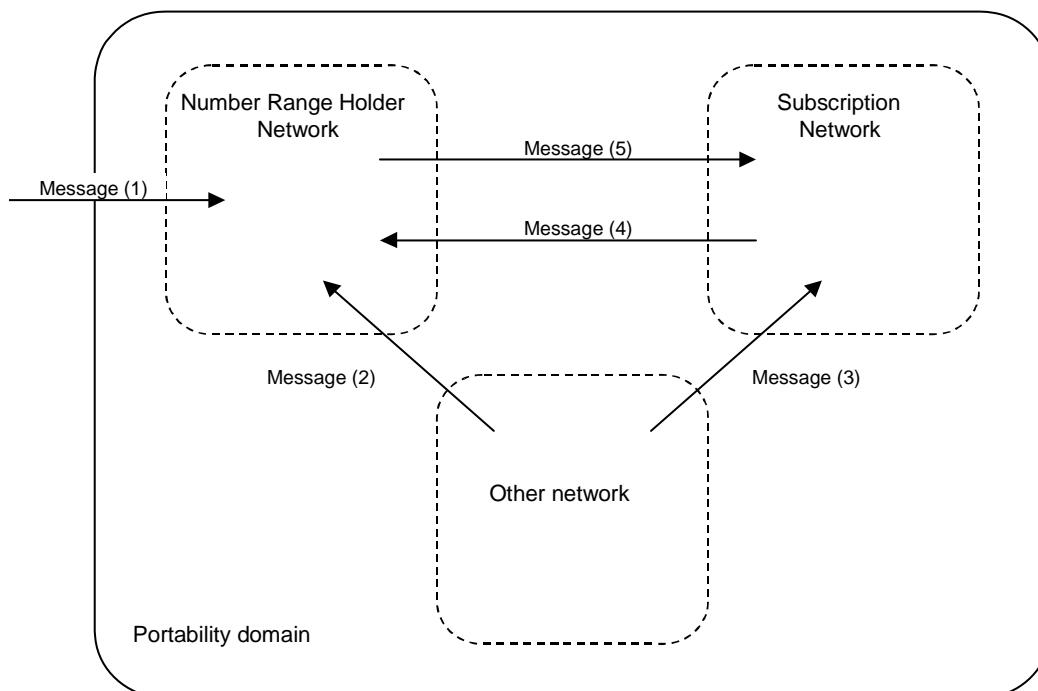 Number Range Holder
Network
Subscription
Network
Message (5)
Message (1)
Message (4)
Message (2)
Message (3)
Other network
Portability domain